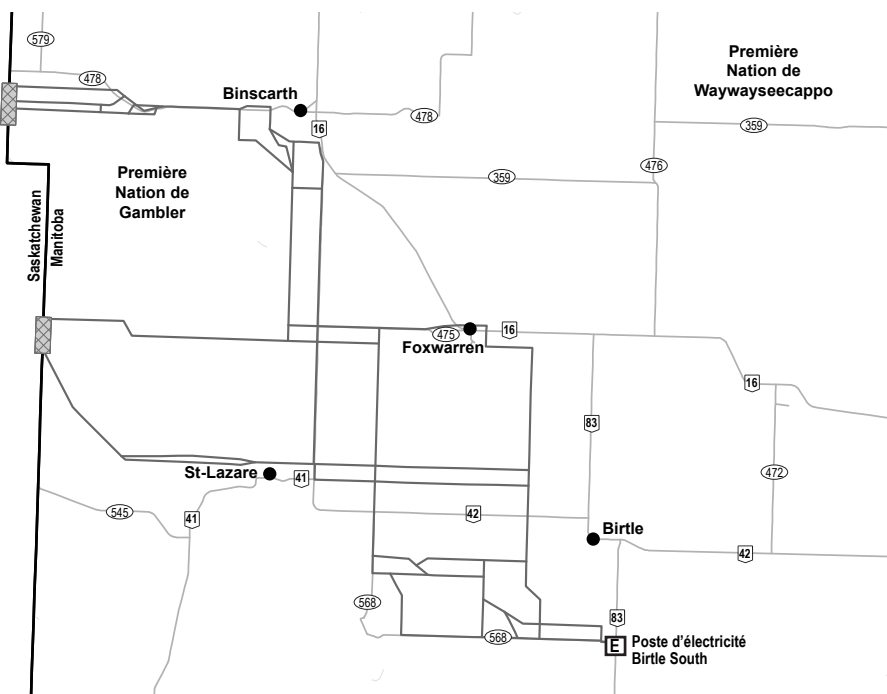 579
Première
Nation de
Waywayseecappo
478
Binscarth
478
16
359
476
Première
Nation de
Gambler
359
Saskatchewan
Manitoba
475
16
Foxwarren
16
83
St-Lazare
41
472
545
41
42
Birtle
42
568
83
568
E
Poste d'électricité
Birtle South